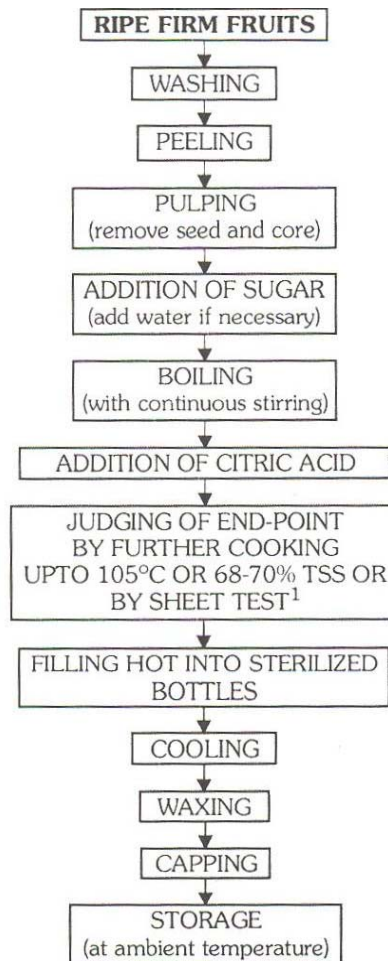 RIPE FIRM FRUITS
WASHING
PEELING
PULPING
(remove seed and core)
ADDITION OF SUGAR
(add water if necessary)
BOILING
(with continuous stirring)
ADDITION OF CITRIC ACID
JUDGING OF END-POINT
BY FURTHER COOKING
UPTO 105°C OR 68-70% TSS OR
BY SHEET TEST¹
FILLING HOT INTO STERILIZED
BOTTLES
COOLING
WAXING
CAPPING
STORAGE
(at ambient temperature)